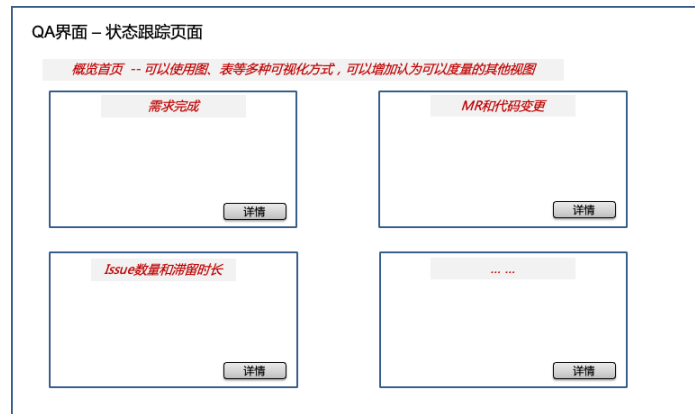 QA界面 – 状态跟踪页面
概览首页 -- 可以使用图、表等多种可视化方式，可以增加认为可以度量的其他视图
需求完成
MR和代码变更
详情
详情
Issue数量和滞留时长
... ...
详情
详情